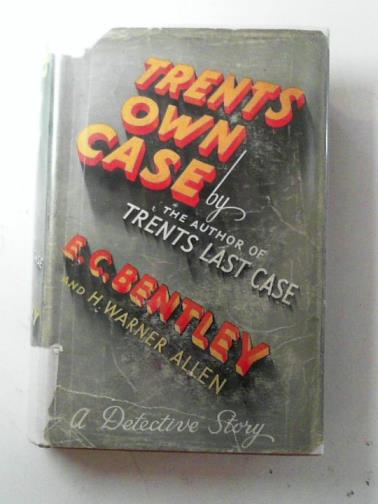 TRENTS
OWN
CASE
by
THE AUTHOR OF
TRENTS LAST CASE
E. C. BENTLEY
AND H. WARNER ALLEN
A Detective Story